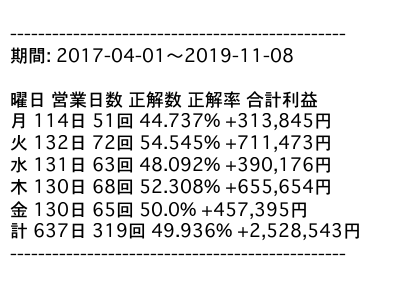 ------------------------------------------------
期間: 2017-04-01〜2019-11-08
曜日 営業日数 正解数 正解率 合計利益
月 114日 51回 44.737% +313,845円
火 132日 72回 54.545% +711,473円
水 131日 63回 48.092% +390,176円
木 130日 68回 52.308% +655,654円
金 130日 65回 50.0% +457,395円
計 637日 319回 49.936% +2,528,543円
------------------------------------------------